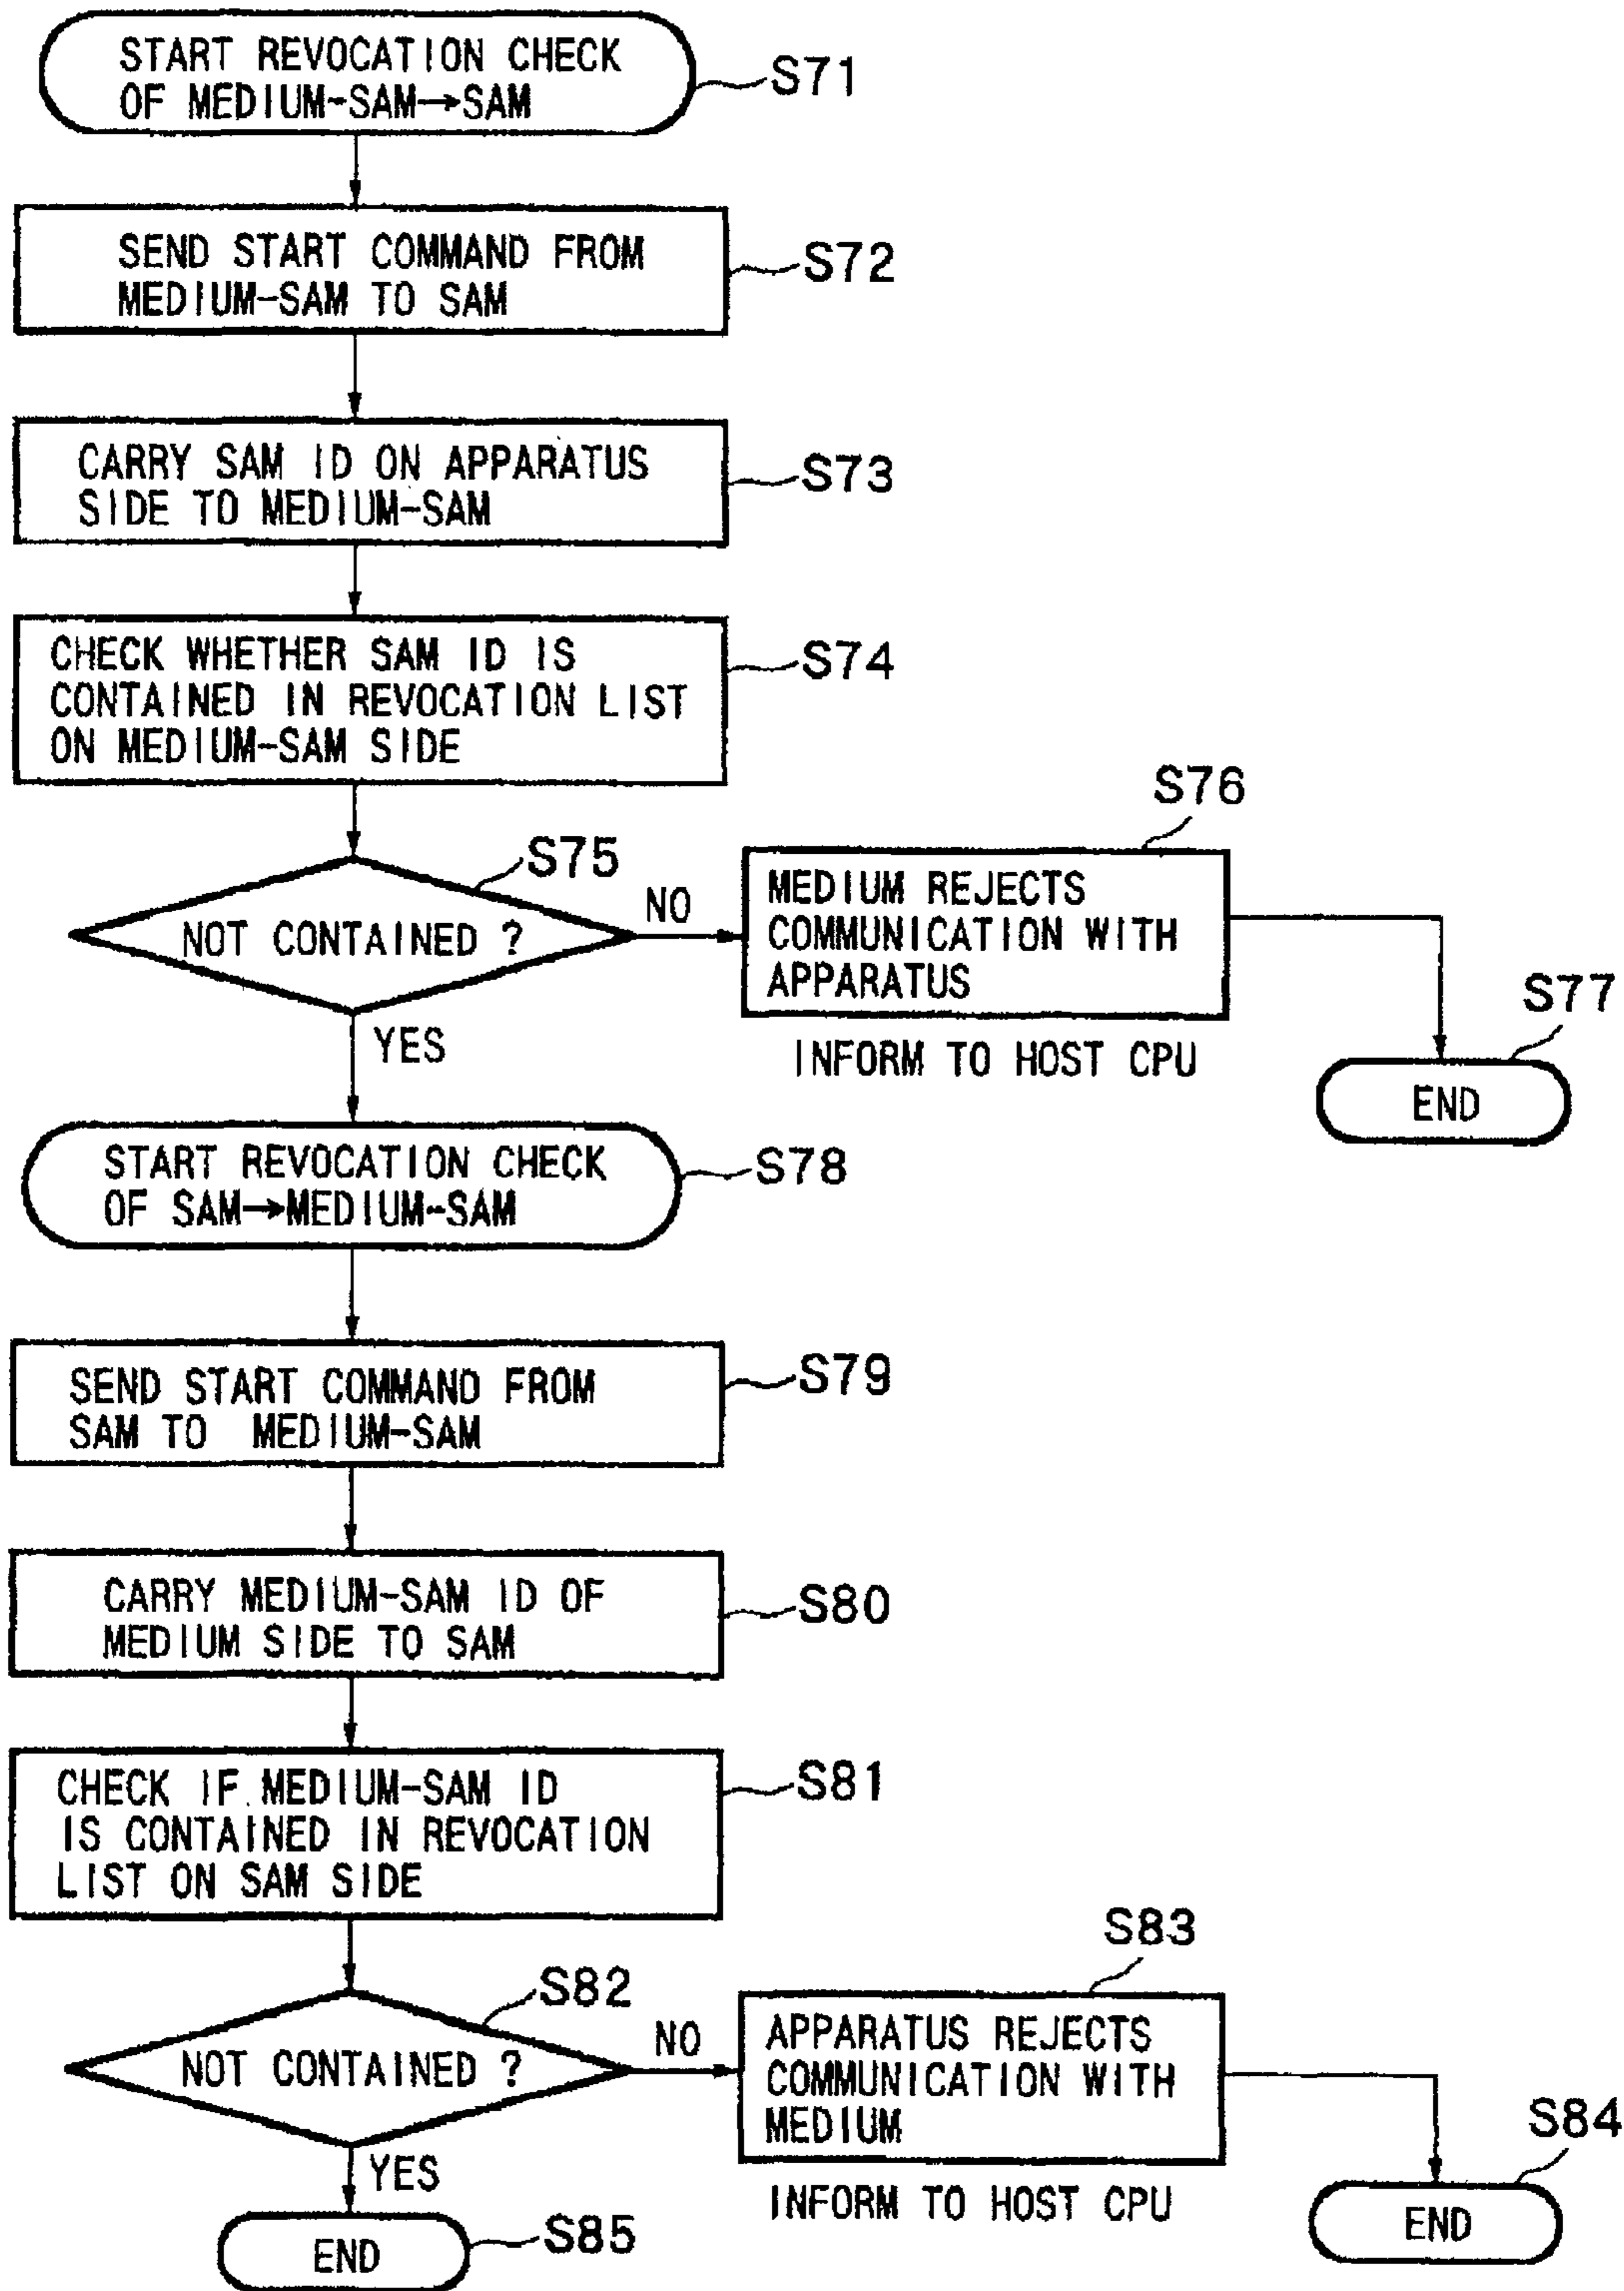 START REVOCATION CHECK
OF MEDIUM-SAM→SAM
S71
SEND START COMMAND FROM
MEDIUM-SAM TO SAM
S72
CARRY SAM ID ON APPARATUS
SIDE TO MEDIUM-SAM
S73
CHECK WHETHER SAM ID IS
CONTAINED IN REVOCATION LIST
ON MEDIUM-SAM SIDE
S74
NOT CONTAINED ?
S75
NO
YES
MEDIUM REJECTS
COMMUNICATION WITH
APPARATUS
S76
INFORM TO HOST CPU
END
S77
START REVOCATION CHECK
OF SAM→MEDIUM-SAM
S78
SEND START COMMAND FROM
SAM TO MEDIUM-SAM
S79
CARRY MEDIUM-SAM ID OF
MEDIUM SIDE TO SAM
S80
CHECK IF MEDIUM-SAM ID
IS CONTAINED IN REVOCATION
LIST ON SAM SIDE
S81
NOT CONTAINED ?
S82
NO
YES
APPARATUS REJECTS
COMMUNICATION WITH
MEDIUM
S83
INFORM TO HOST CPU
END
S84
END
S85